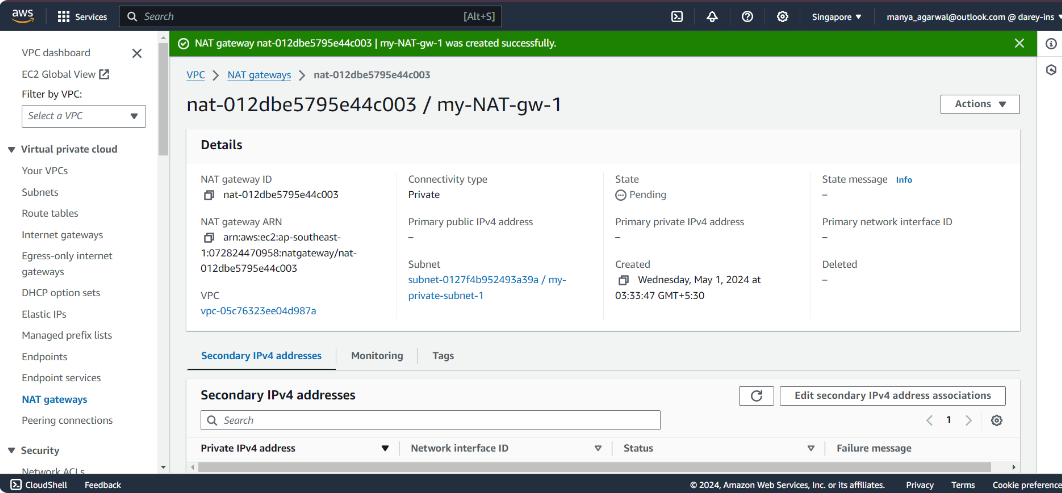 aws
Services
Search
[Alt+S]
Singapore
manya_agarwal@outlook.com @ darey-ins
VPC dashboard
EC2 Global View
Filter by VPC:
Select a VPC
Virtual private cloud
Your VPCs
Subnets
Route tables
Internet gateways
Egress-only internet
gateways
DHCP option sets
Elastic IPs
Managed prefix lists
Endpoints
Endpoint services
NAT gateways
Peering connections
Security
Network ACLs
NAT gateway nat-012dbe5795e44c003 | my-NAT-gw-1 was created successfully.
VPC
NAT gateways
nat-012dbe5795e44c003
nat-012dbe5795e44c003 / my-NAT-gw-1
Actions
Details
NAT gateway ID
nat-012dbe5795e44c003
Connectivity type
Private
State
Pending
State message Info
–
NAT gateway ARN
arn:aws:ec2:ap-southeast-
1:072824470958:natgateway/nat-
012dbe5795e44c003
Primary public IPv4 address
–
Primary private IPv4 address
–
Primary network interface ID
–
VPC
vpc-05c76323ee04d987a
Subnet
subnet-0127f4b952493a39a / my-
private-subnet-1
Created
Wednesday, May 1, 2024 at
03:33:47 GMT+5:30
Deleted
–
Secondary IPv4 addresses
Monitoring
Tags
Secondary IPv4 addresses
Edit secondary IPv4 address associations
Search
1
Private IPv4 address
Network interface ID
Status
Failure message
CloudShell
Feedback
© 2024, Amazon Web Services, Inc. or its affiliates.
Privacy
Terms
Cookie preference